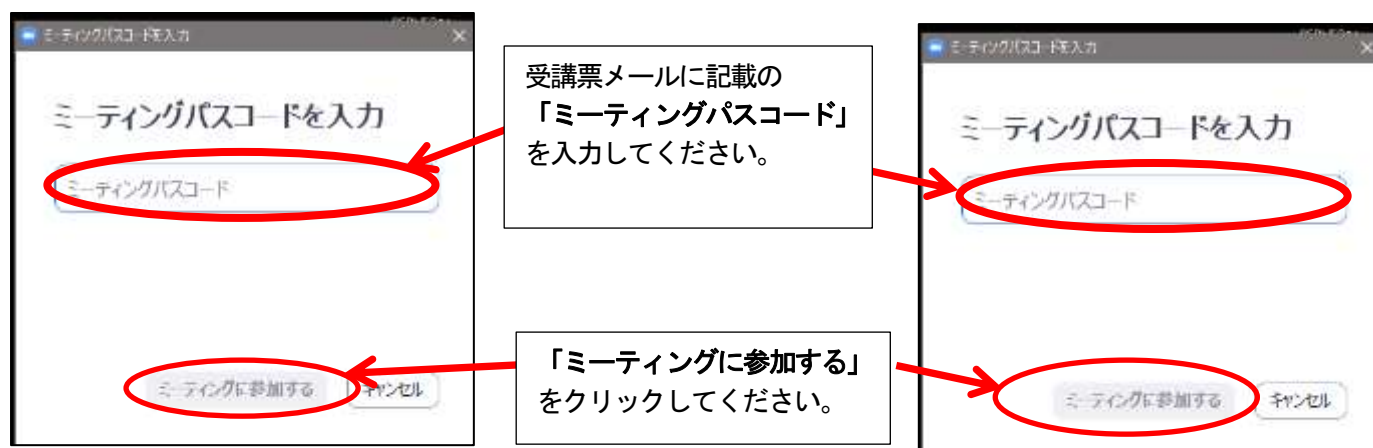 ミーティングパスコードを入力
ミーティングパスコードを入力
ミーティングパスコード
ミーティングに参加する
キャンセル
受講票メールに記載の
「ミーティングパスコード」
を入力してください。
「ミーティングに参加する」
をクリックしてください。
ミーティングパスコードを入力
ミーティングパスコードを入力
ミーティングパスコード
ミーティングに参加する
キャンセル